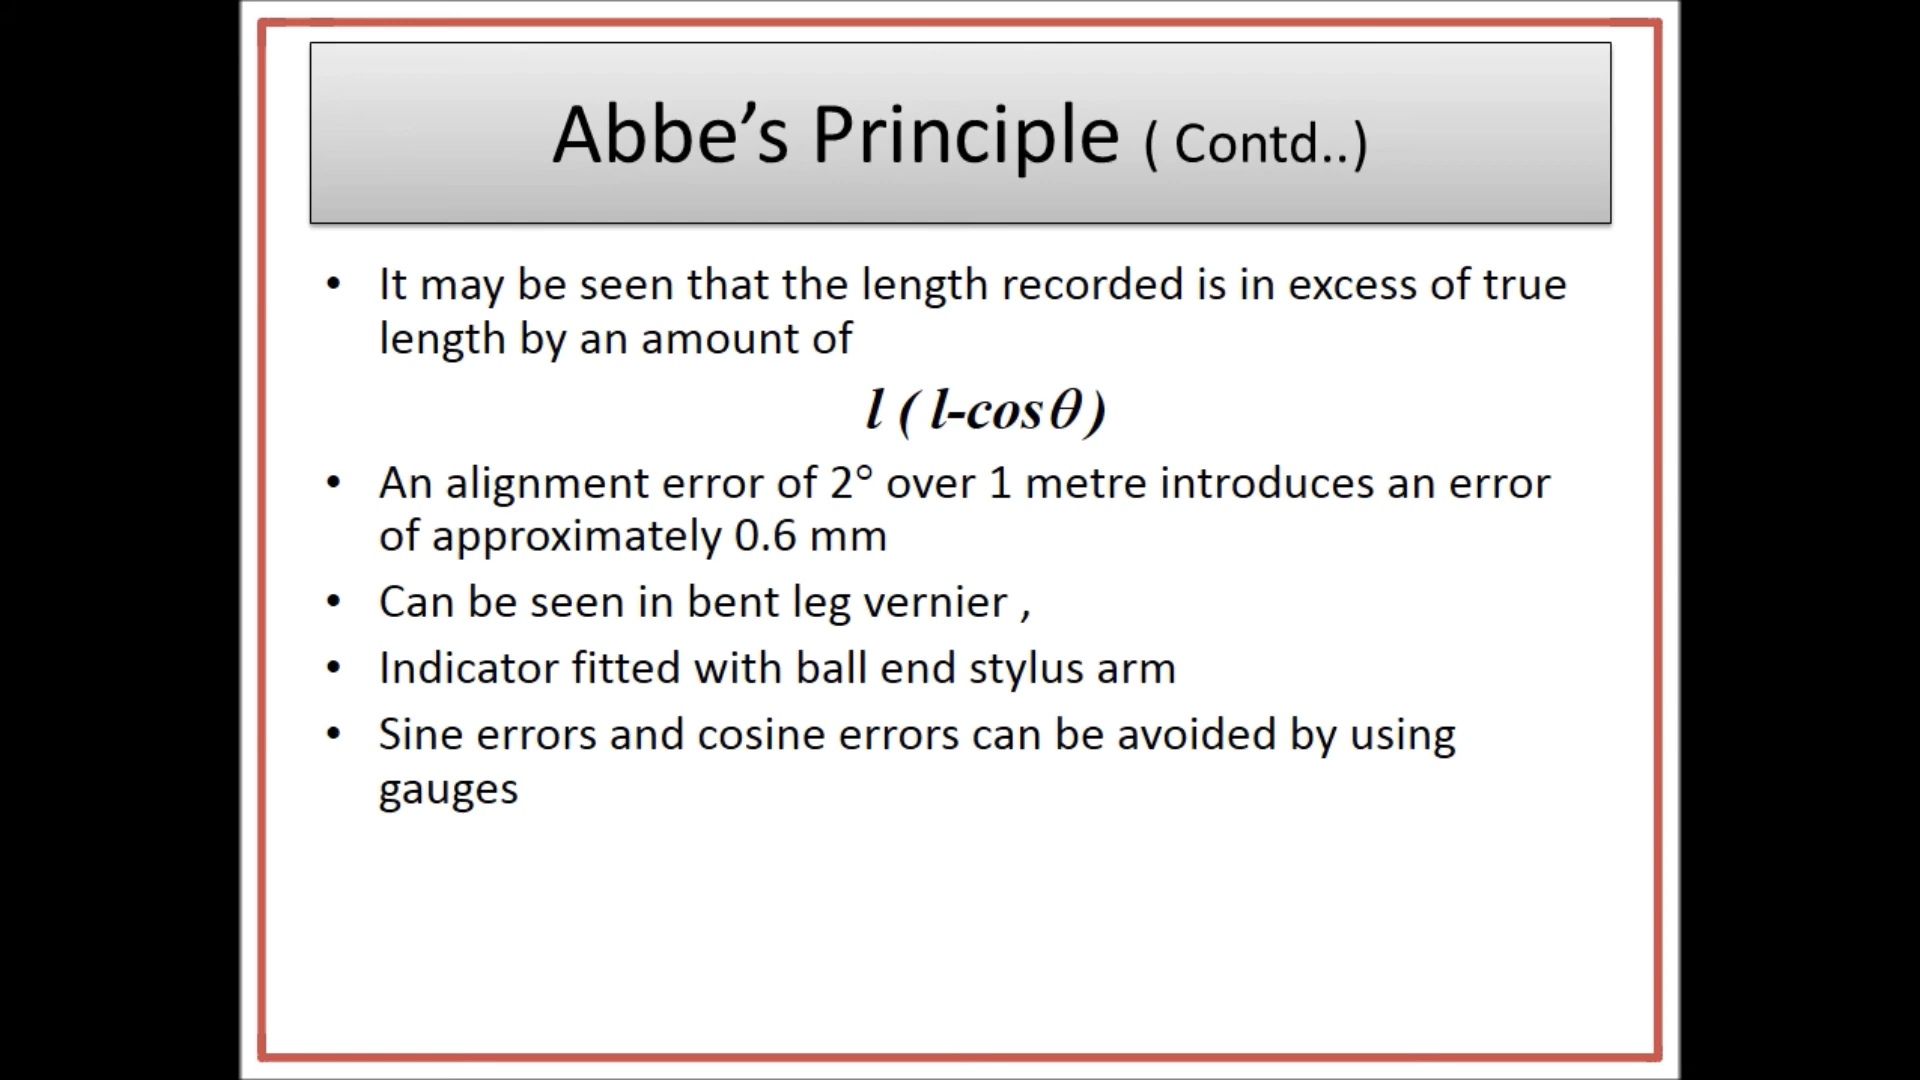 Abbe’s Principle ( Contd..)
• It may be seen that the length recorded is in excess of true
length by an amount of
l ( l-cosθ )
• An alignment error of 2° over 1 metre introduces an error
of approximately 0.6 mm
• Can be seen in bent leg vernier ,
• Indicator fitted with ball end stylus arm
• Sine errors and cosine errors can be avoided by using
gauges